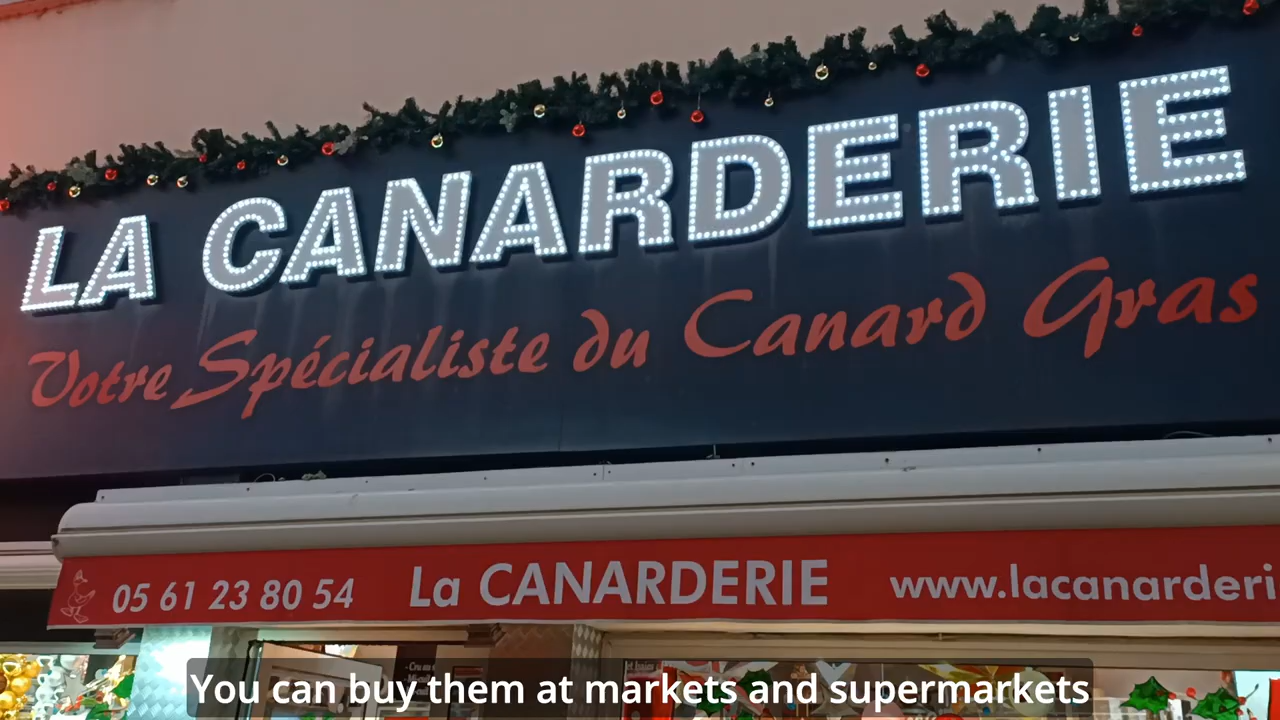 LA CANARDERIE
Votre Spécialiste du Canard Gras
05 61 23 80 54 La CANARDERIE www.lacanarderi
You can buy them at markets and supermarkets